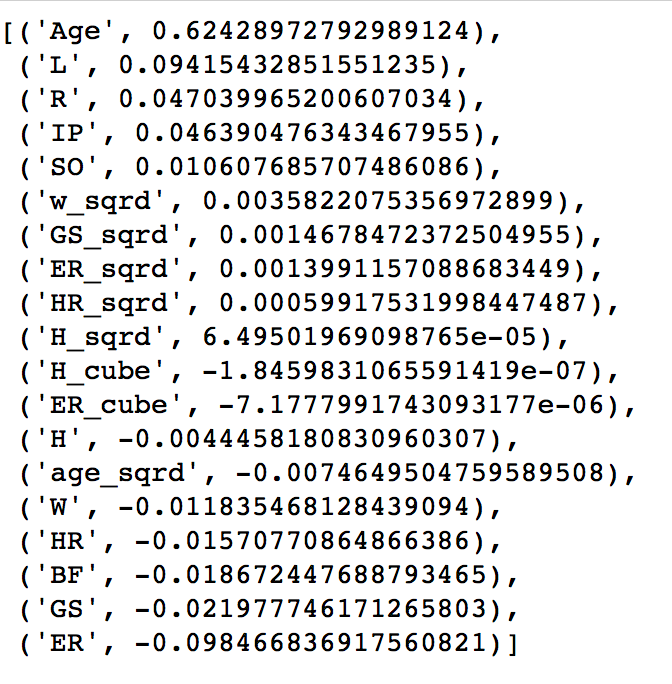 [('Age', 0.62428972792989124),
('L', 0.09415432851551235),
('R', 0.047039965200607034),
('IP', 0.046390476343467955),
('SO', 0.010607685707486086),
('w_sqrd', 0.0035822075356972899),
('GS_sqrd', 0.0014678472372504955),
('ER_sqrd', 0.0013991157088683449),
('HR_sqrd', 0.00059917531998447487),
('H_sqrd', 6.49501969098765e-05),
('H_cube', -1.8459831065591419e-07),
('ER_cube', -7.1777991743093177e-06),
('H', -0.0044458180830960307),
('age_sqrd', -0.0074649504759589508),
('W', -0.011835468128439094),
('HR', -0.01570770864866386),
('BF', -0.018672447688793465),
('GS', -0.021977746171265803),
('ER', -0.098466836917560821)]